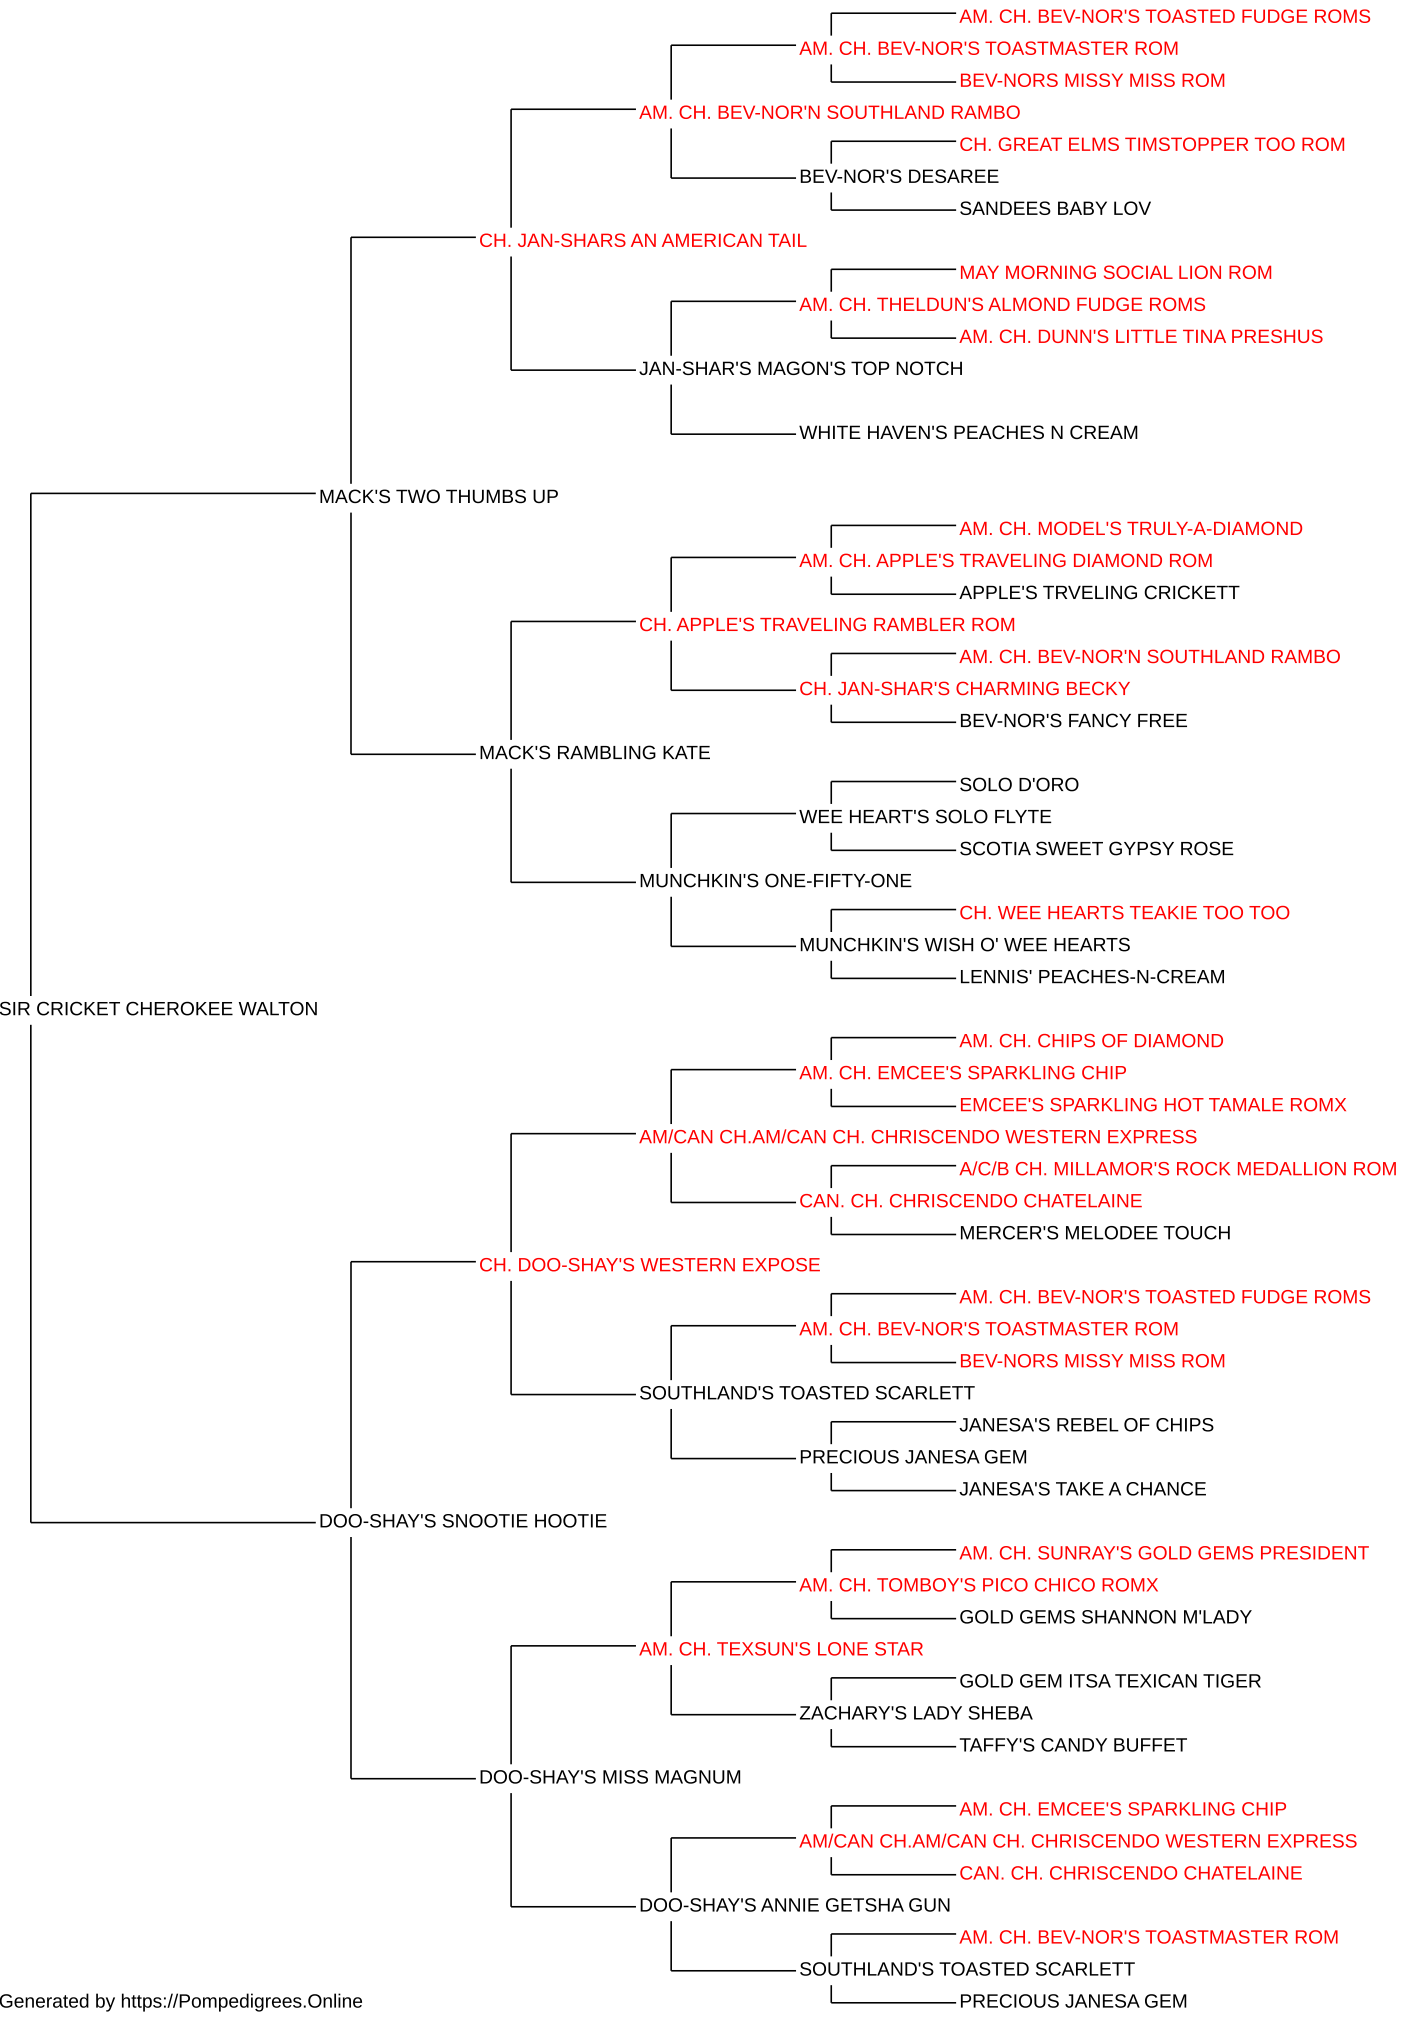 AM. CH. BEV-NOR'S TOASTED FUDGE ROMS
AM. CH. BEV-NOR'S TOASTMASTER ROM
BEV-NORS MISSY MISS ROM
AM. CH. BEV-NOR'N SOUTHLAND RAMBO
CH. GREAT ELMS TIMSTOPPER TOO ROM
BEV-NOR'S DESAREE
SANDEES BABY LOV
CH. JAN-SHARS AN AMERICAN TAIL
MAY MORNING SOCIAL LION ROM
AM. CH. THELDUN'S ALMOND FUDGE ROMS
AM. CH. DUNN'S LITTLE TINA PRESHUS
JAN-SHAR'S MAGON'S TOP NOTCH
WHITE HAVEN'S PEACHES N CREAM
MACK'S TWO THUMBS UP
AM. CH. MODEL'S TRULY-A-DIAMOND
AM. CH. APPLE'S TRAVELING DIAMOND ROM
APPLE'S TRVELING CRICKETT
CH. APPLE'S TRAVELING RAMBLER ROM
AM. CH. BEV-NOR'N SOUTHLAND RAMBO
CH. JAN-SHAR'S CHARMING BECKY
BEV-NOR'S FANCY FREE
MACK'S RAMBLING KATE
SOLO D'ORO
WEE HEART'S SOLO FLYTE
SCOTIA SWEET GYPSY ROSE
MUNCHKIN'S ONE-FIFTY-ONE
CH. WEE HEARTS TEAKIE TOO TOO
MUNCHKIN'S WISH O' WEE HEARTS
LENNIS' PEACHES-N-CREAM
SIR CRICKET CHEROKEE WALTON
AM. CH. CHIPS OF DIAMOND
AM. CH. EMCEE'S SPARKLING CHIP
EMCEE'S SPARKLING HOT TAMALE ROMX
AM/CAN CH.AM/CAN CH. CHRISCENDO WESTERN EXPRESS
A/C/B CH. MILLAMOR'S ROCK MEDALLION ROM
CAN. CH. CHRISCENDO CHATELAINE
MERCER'S MELODEE TOUCH
CH. DOO-SHAY'S WESTERN EXPOSE
AM. CH. BEV-NOR'S TOASTED FUDGE ROMS
AM. CH. BEV-NOR'S TOASTMASTER ROM
BEV-NORS MISSY MISS ROM
SOUTHLAND'S TOASTED SCARLETT
JANESA'S REBEL OF CHIPS
PRECIOUS JANESA GEM
JANESA'S TAKE A CHANCE
DOO-SHAY'S SNOOTIE HOOTIE
AM. CH. SUNRAY'S GOLD GEMS PRESIDENT
AM. CH. TOMBOY'S PICO CHICO ROMX
GOLD GEMS SHANNON M'LADY
AM. CH. TEXSUN'S LONE STAR
GOLD GEM ITSA TEXICAN TIGER
ZACHARY'S LADY SHEBA
TAFFY'S CANDY BUFFET
DOO-SHAY'S MISS MAGNUM
AM. CH. EMCEE'S SPARKLING CHIP
AM/CAN CH.AM/CAN CH. CHRISCENDO WESTERN EXPRESS
CAN. CH. CHRISCENDO CHATELAINE
DOO-SHAY'S ANNIE GETSHA GUN
AM. CH. BEV-NOR'S TOASTMASTER ROM
SOUTHLAND'S TOASTED SCARLETT
PRECIOUS JANESA GEM
Generated by https://Pompedigrees.Online